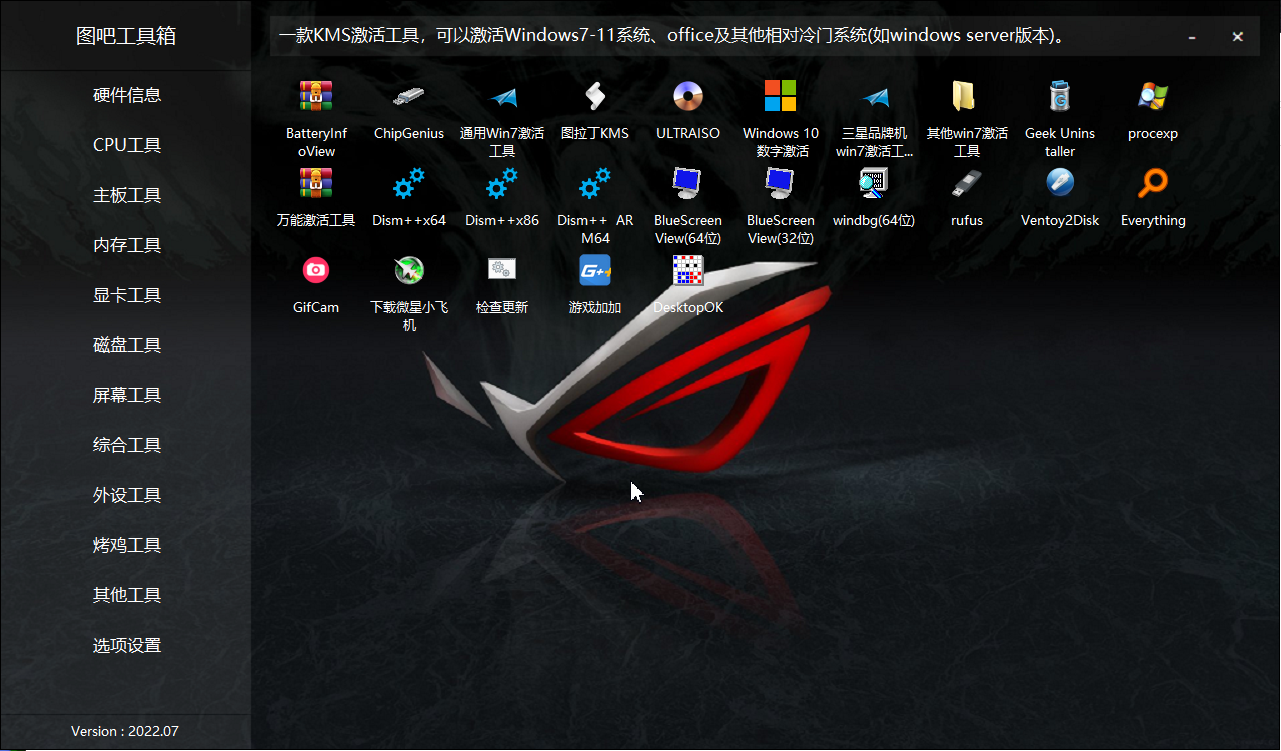 图吧工具箱
一款KMS激活工具，可以激活Windows7-11系统、office及其他相对冷门系统(如windows server版本)。
硬件信息
CPU工具
主板工具
内存工具
显卡工具
磁盘工具
屏幕工具
综合工具
外设工具
烤鸡工具
其他工具
选项设置
Version : 2022.07
BatteryInf
oView
ChipGenius
通用Win7激活
工具
图拉丁KMS
ULTRAISO
Windows 10
数字激活
三星品牌机
win7激活工...
其他win7激活
工具
Geek Unins
taller
procexp
万能激活工具
Dism++x64
Dism++x86
Dism++ AR
M64
BlueScreen
View(64位)
BlueScreen
View(32位)
windbg(64位)
rufus
Ventoy2Disk
Everything
GifCam
下载微星小飞
机
检查更新
G++
游戏加加
DesktopOK